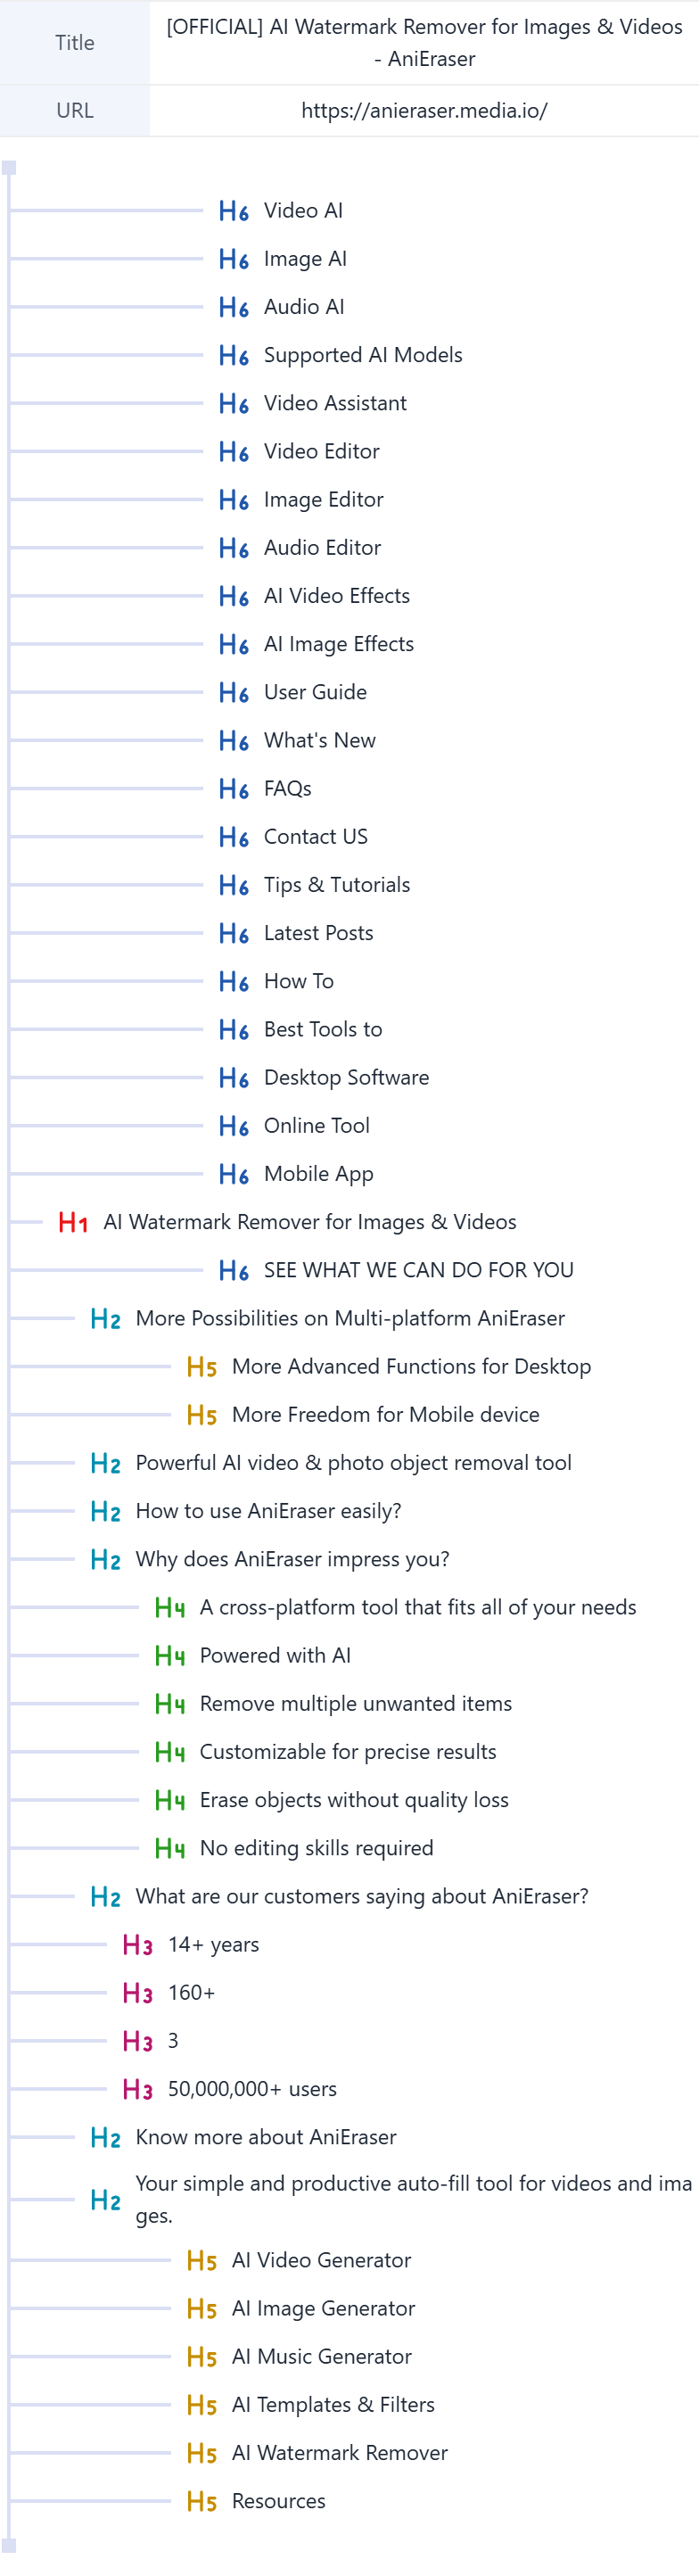 Title
[OFFICIAL] AI Watermark Remover for Images & Videos
- AniEraser
URL
https://anieraser.media.io/
H6 Video AI
H6 Image AI
H6 Audio AI
H6 Supported AI Models
H6 Video Assistant
H6 Video Editor
H6 Image Editor
H6 Audio Editor
H6 AI Video Effects
H6 AI Image Effects
H6 User Guide
H6 What's New
H6 FAQs
H6 Contact US
H6 Tips & Tutorials
H6 Latest Posts
H6 How To
H6 Best Tools to
H6 Desktop Software
H6 Online Tool
H6 Mobile App
H1 AI Watermark Remover for Images & Videos
H6 SEE WHAT WE CAN DO FOR YOU
H2 More Possibilities on Multi-platform AniEraser
H5 More Advanced Functions for Desktop
H5 More Freedom for Mobile device
H2 Powerful AI video & photo object removal tool
H2 How to use AniEraser easily?
H2 Why does AniEraser impress you?
H4 A cross-platform tool that fits all of your needs
H4 Powered with AI
H4 Remove multiple unwanted items
H4 Customizable for precise results
H4 Erase objects without quality loss
H4 No editing skills required
H2 What are our customers saying about AniEraser?
H3 14+ years
H3 160+
H3 3
H3 50,000,000+ users
H2 Know more about AniEraser
H2 Your simple and productive auto-fill tool for videos and ima
ges.
H5 AI Video Generator
H5 AI Image Generator
H5 AI Music Generator
H5 AI Templates & Filters
H5 AI Watermark Remover
H5 Resources